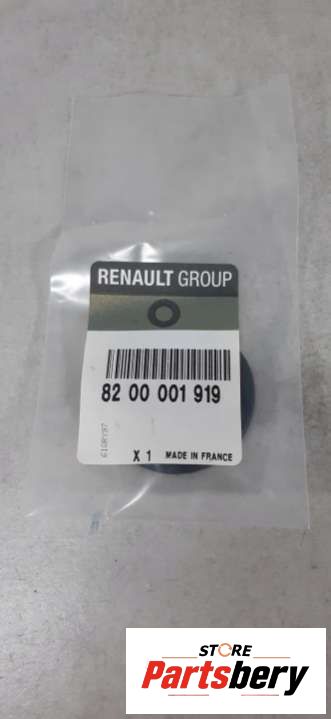 RENAULT GROUP
82 00 001 919
X 1 MADE IN FRANCE
STORE
Partsbery